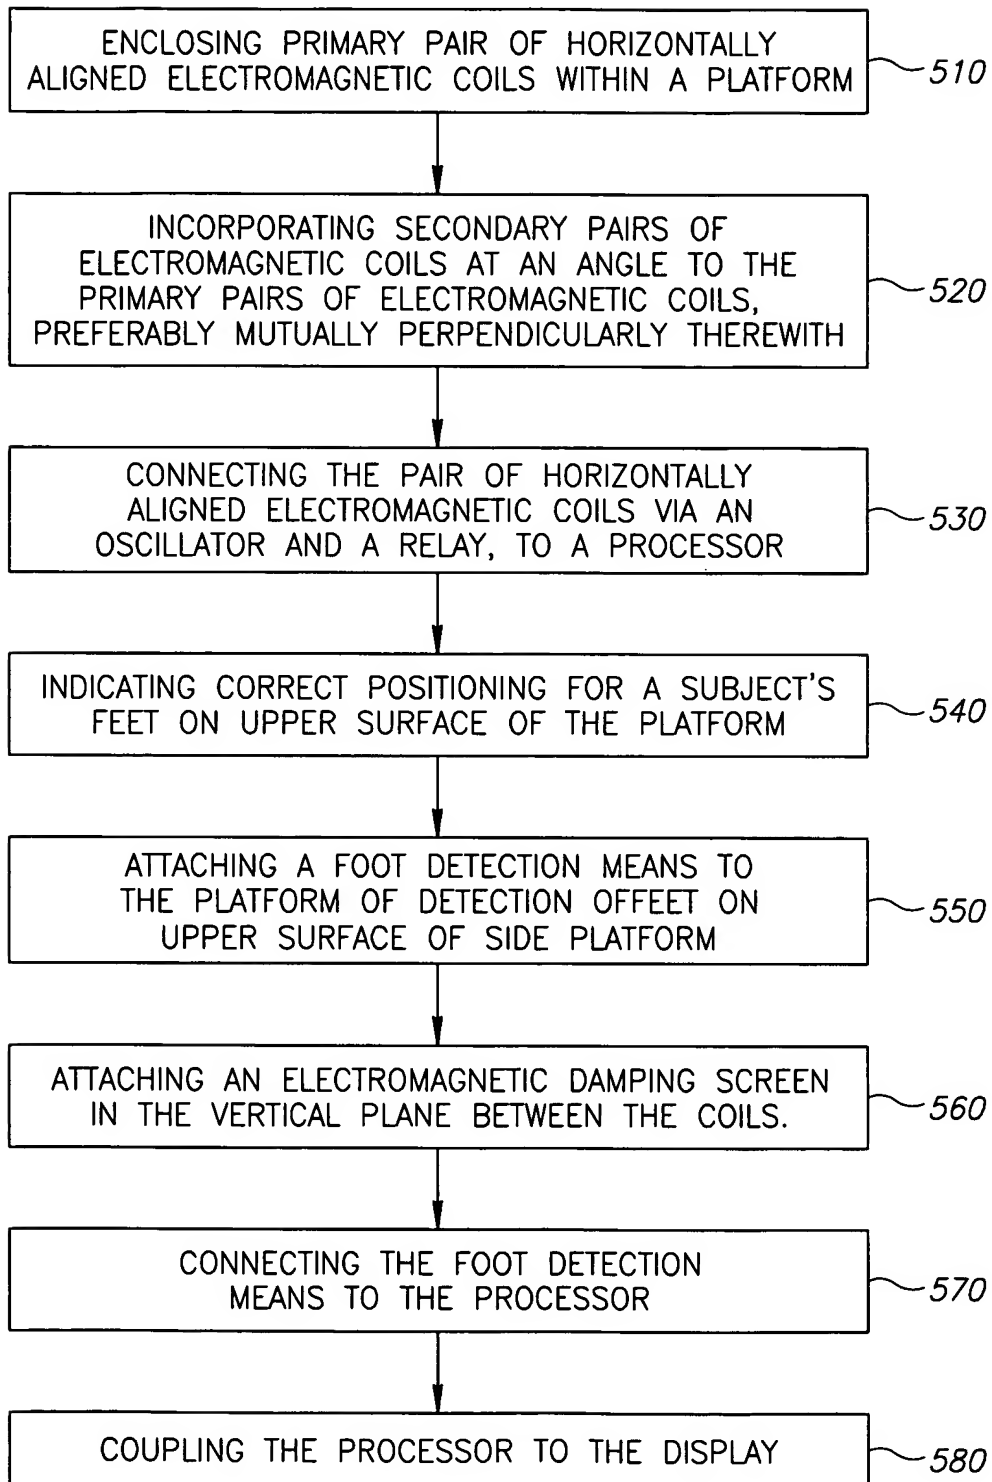 ENCLOSING PRIMARY PAIR OF HORIZONTALLY
ALIGNED ELECTROMAGNETIC COILS WITHIN A PLATFORM
510
INCORPORATING SECONDARY PAIRS OF
ELECTROMAGNETIC COILS AT AN ANGLE TO THE
PRIMARY PAIRS OF ELECTROMAGNETIC COILS,
PREFERABLY MUTUALLY PERPENDICULARLY THEREWITH
520
CONNECTING THE PAIR OF HORIZONTALLY
ALIGNED ELECTROMAGNETIC COILS VIA AN
OSCILLATOR AND A RELAY, TO A PROCESSOR
530
INDICATING CORRECT POSITIONING FOR A SUBJECT'S
FEET ON UPPER SURFACE OF THE PLATFORM
540
ATTACHING A FOOT DETECTION MEANS TO
THE PLATFORM OF DETECTION OFFEET ON
UPPER SURFACE OF SIDE PLATFORM
550
ATTACHING AN ELECTROMAGNETIC DAMPING SCREEN
IN THE VERTICAL PLANE BETWEEN THE COILS.
560
CONNECTING THE FOOT DETECTION
MEANS TO THE PROCESSOR
570
COUPLING THE PROCESSOR TO THE DISPLAY
580